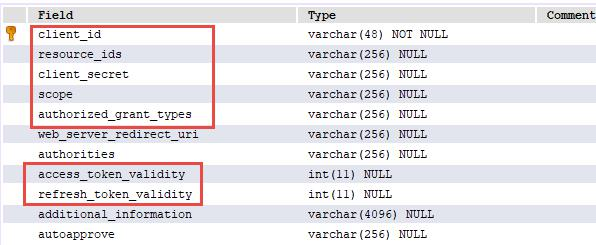 Field Type Comment
client_id varchar(48) NOT NULL
resource_ids varchar(256) NULL
client_secret varchar(256) NULL
scope varchar(256) NULL
authorized_grant_types varchar(256) NULL
web_server_redirect_uri varchar(256) NULL
authorities varchar(256) NULL
access_token_validity int(11) NULL
refresh_token_validity int(11) NULL
additional_information varchar(4096) NULL
autoapprove varchar(256) NULL